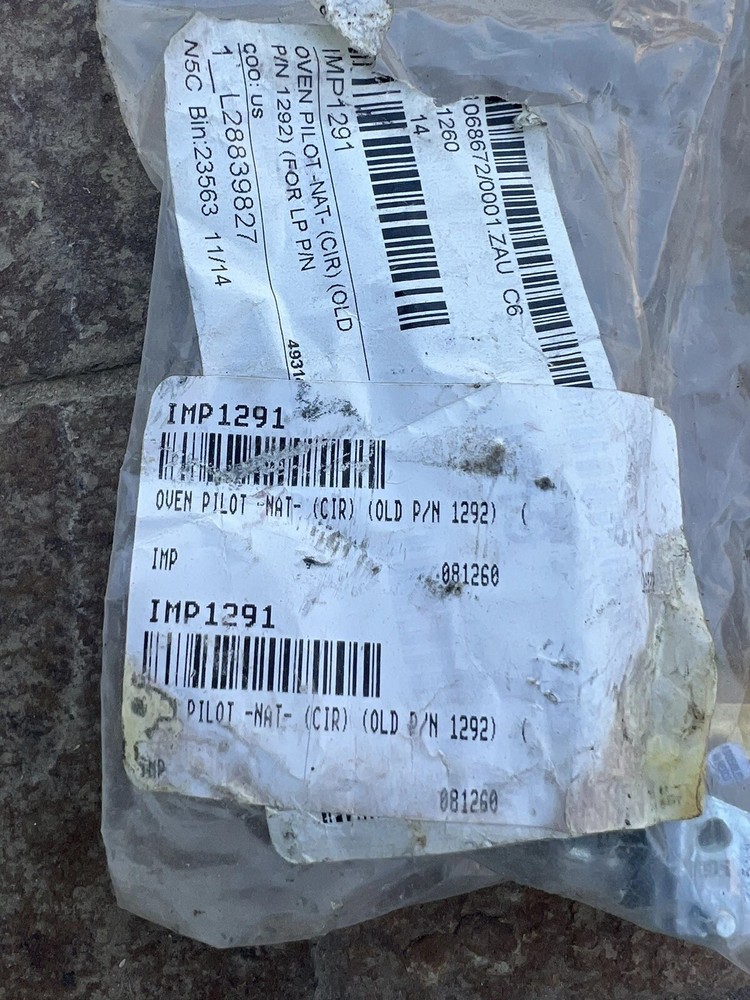 1068672/0001.ZAU C6
1260
14
IMP1291
OVEN PILOT -NAT- (CIR) (OLD
P/N 1292) (FOR LP P/N
COO: US
1 L28839827
N5C Bin:23563 11/14
4931
IMP1291
OVEN PILOT -NAT- (CIR) (OLD P/N 1292) (
IMP
081260
IMP1291
PILOT -NAT- (CIR) (OLD P/N 1292) (
IMP
081260